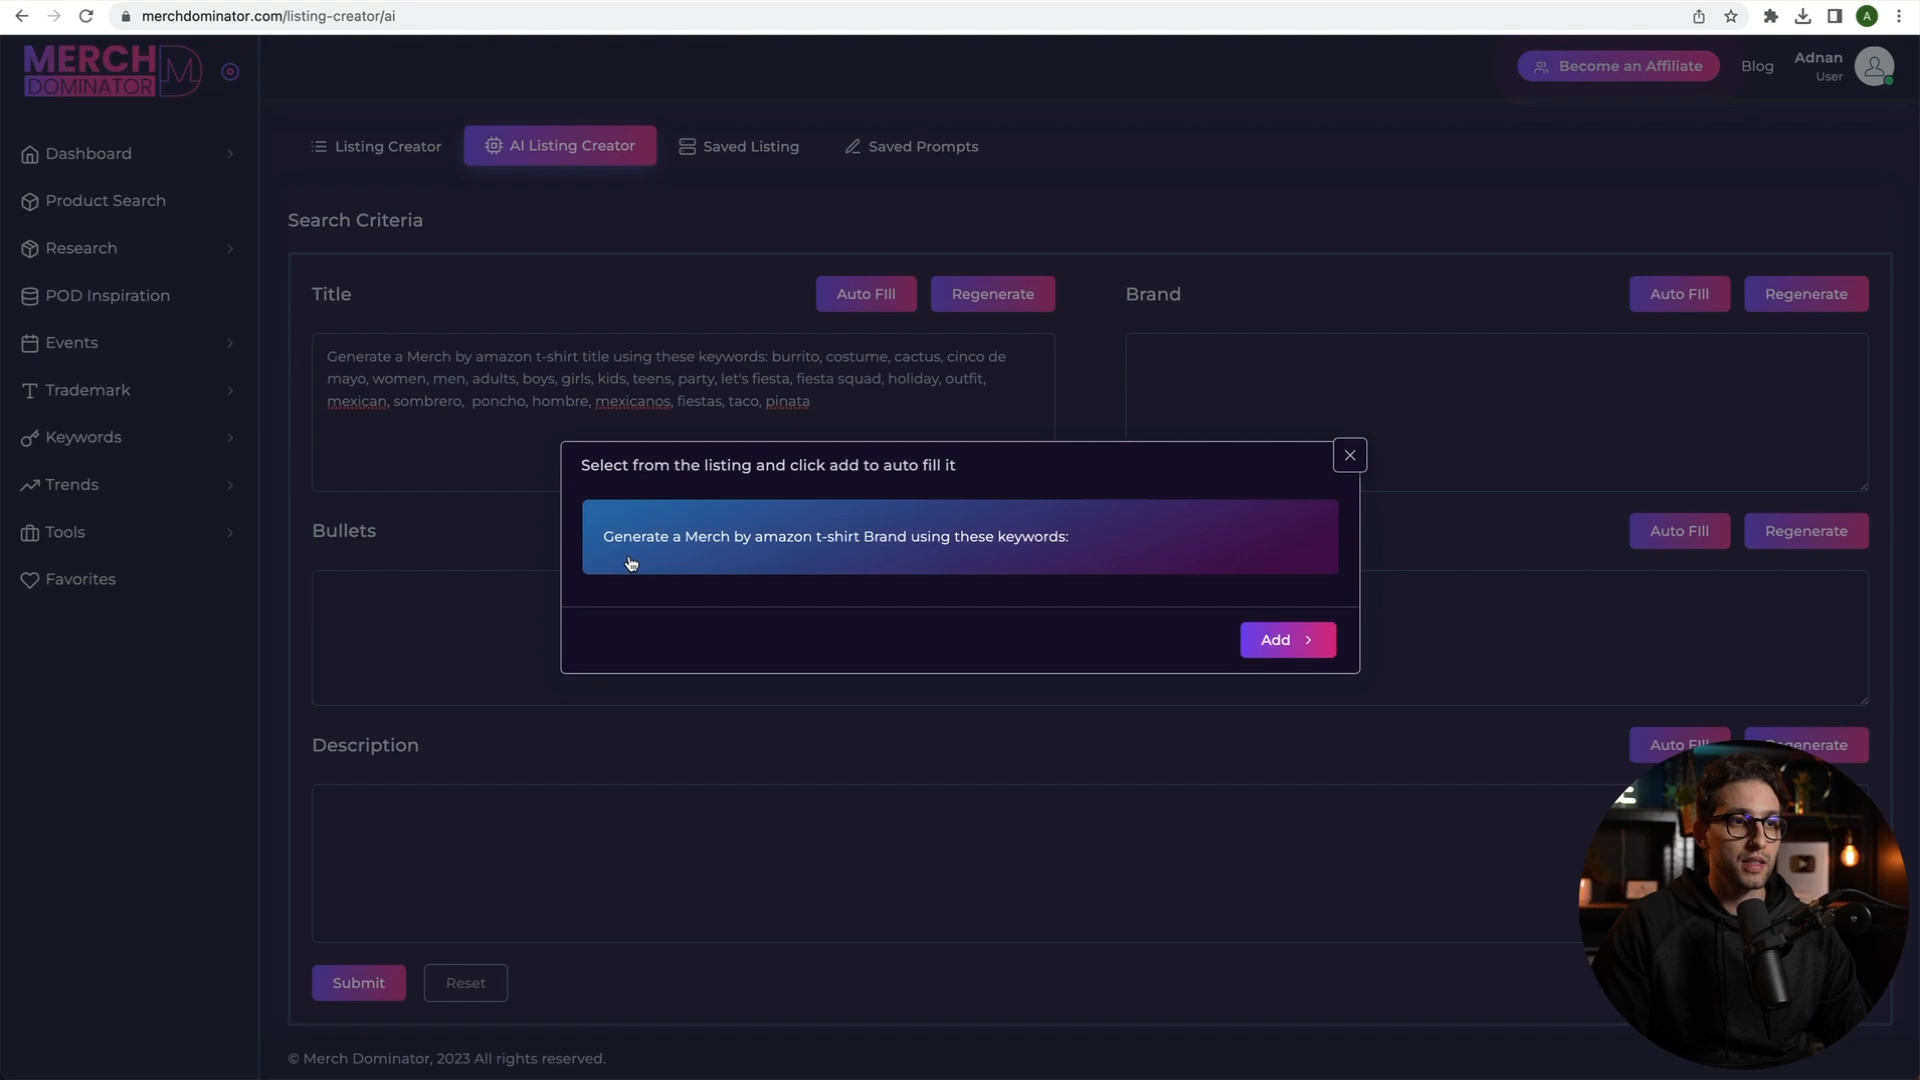 merchdominator.com/listing-creator/ai
A
MERCH
DOMINATOR
Become an Affiliate
Blog
Adnan
User
Dashboard
Product Search
Research
POD Inspiration
Events
Trademark
Keywords
Trends
Tools
Favorites
Listing Creator
AI Listing Creator
Saved Listing
Saved Prompts
Search Criteria
Title
Auto FIll
Regenerate
Brand
Auto FIll
Regenerate
Generate a Merch by amazon t-shirt title using these keywords: burrito, costume, cactus, cinco de
mayo, women, men, adults, boys, girls, kids, teens, party, let's fiesta, fiesta squad, holiday, outfit,
mexican, sombrero, poncho, hombre, mexicanos, fiestas, taco, pinata
Select from the listing and click add to auto fill it
Generate a Merch by amazon t-shirt Brand using these keywords:
Add
Bullets
Auto FIll
Regenerate
Description
Auto FIll
Regenerate
Submit
Reset
© Merch Dominator, 2023 All rights reserved.